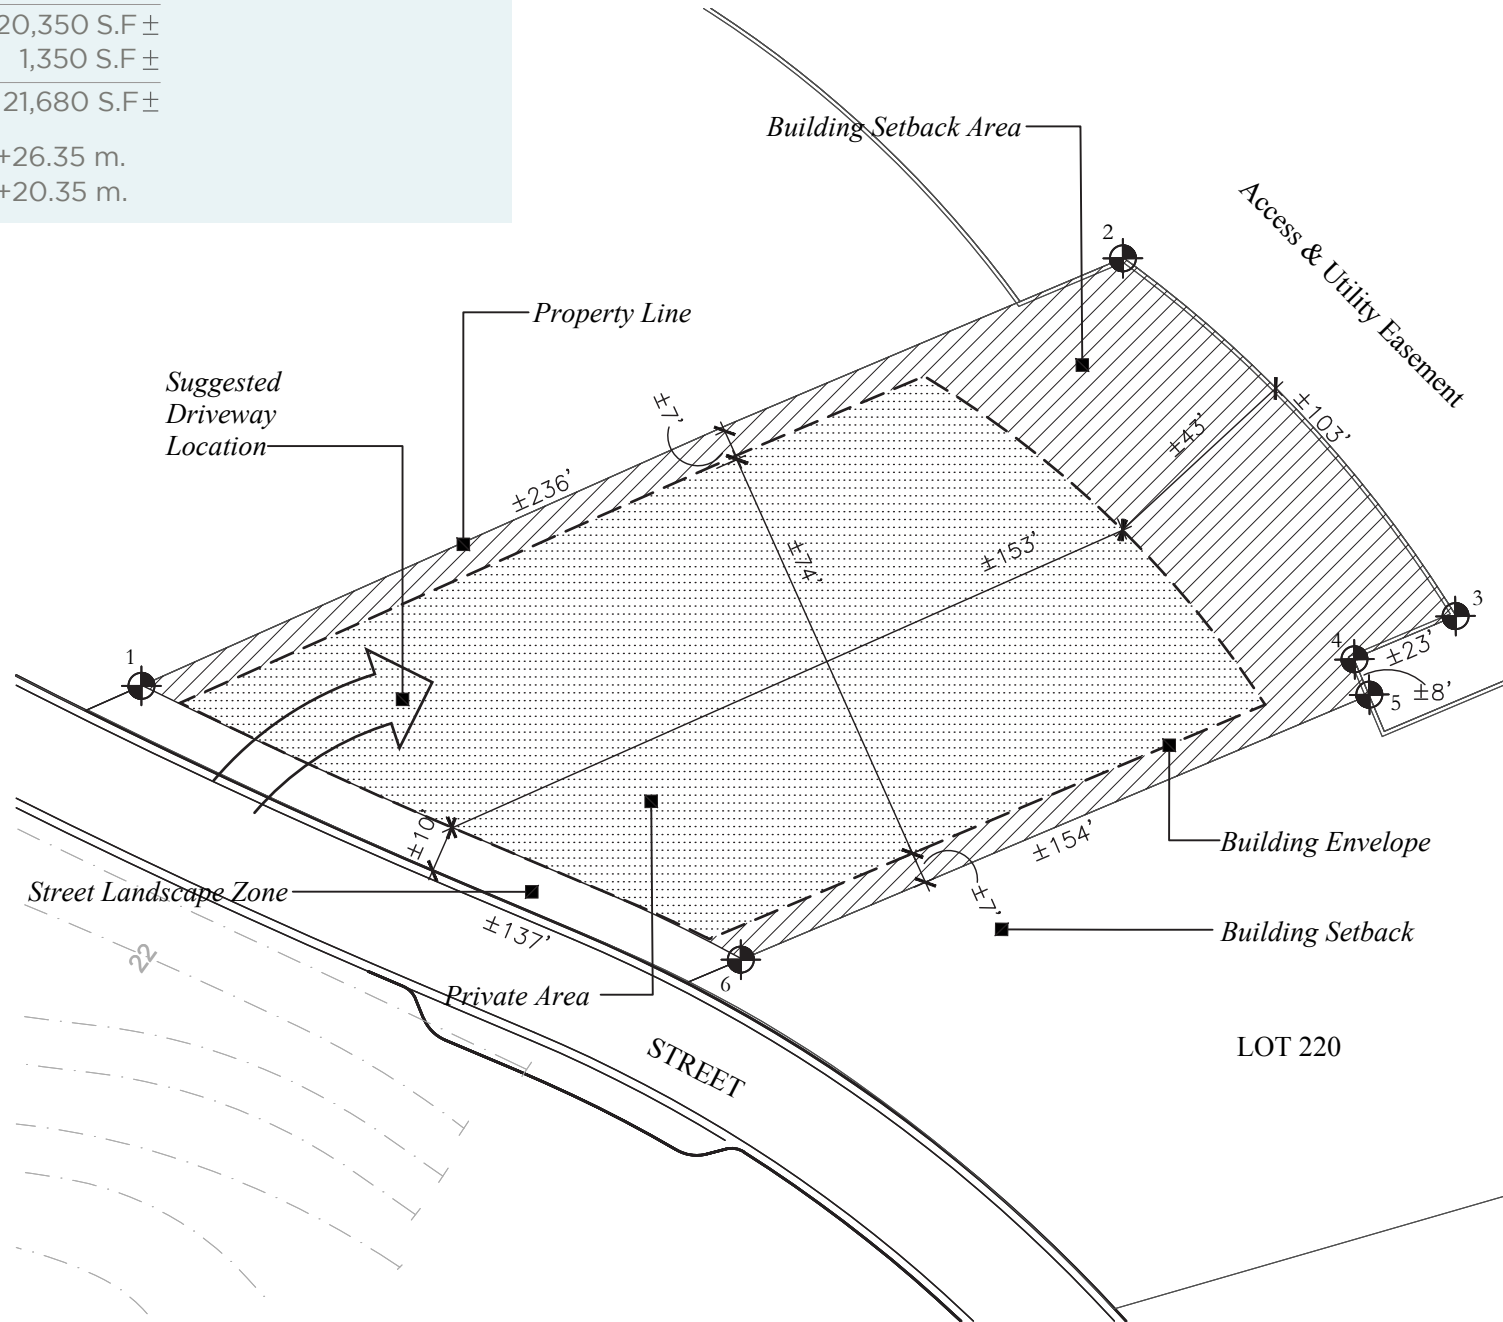 20,350 S.F ±
1,350 S.F ±
21,680 S.F ±
+26.35 m.
+20.35 m.
Building Setback Area
Access & Utility Easement
2
Property Line
Suggested
Driveway
Location
±7’
±236’
±43’
±103’
±74’
±153’
3
1
4
±23’
±8’
5
±10’
±154’
Building Envelope
Street Landscape Zone
±137’
±7’
Building Setback
22
6
Private Area
STREET
LOT 220